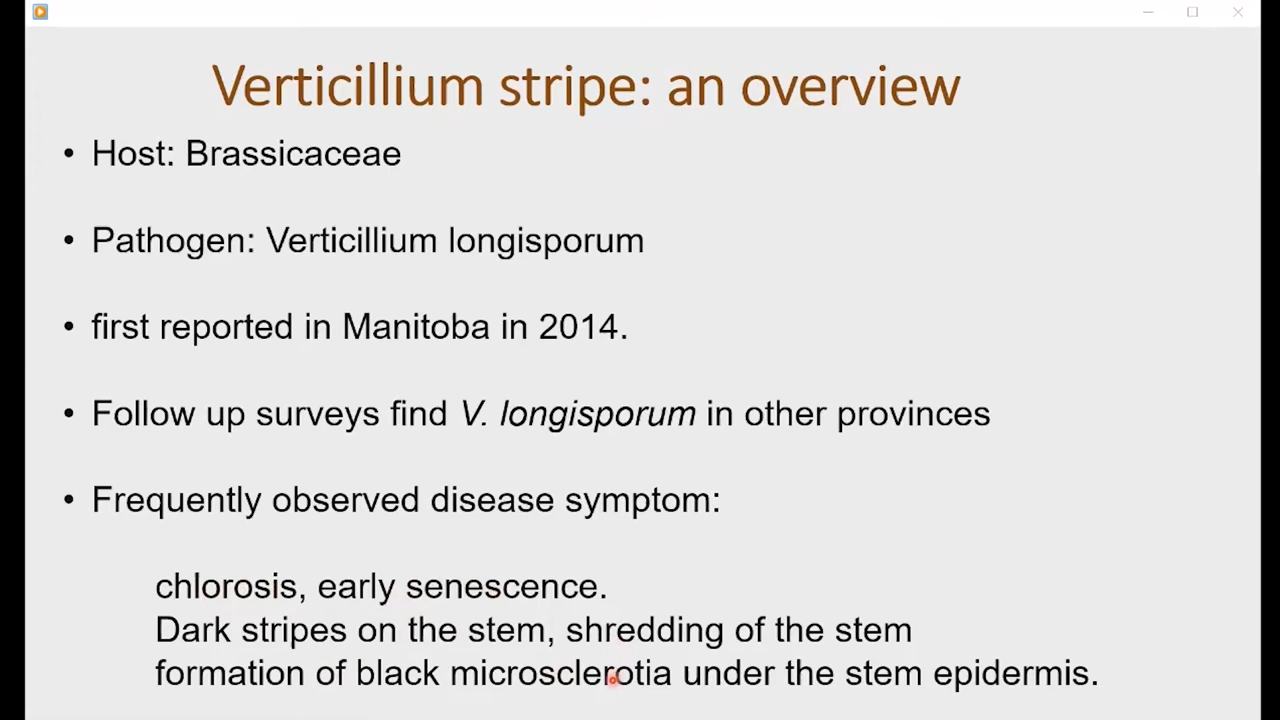 Verticillium stripe: an overview
• Host: Brassicaceae
• Pathogen: Verticillium longisporum
• first reported in Manitoba in 2014.
• Follow up surveys find V. longisporum in other provinces
• Frequently observed disease symptom:
chlorosis, early senescence.
Dark stripes on the stem, shredding of the stem
formation of black microsclerotia under the stem epidermis.